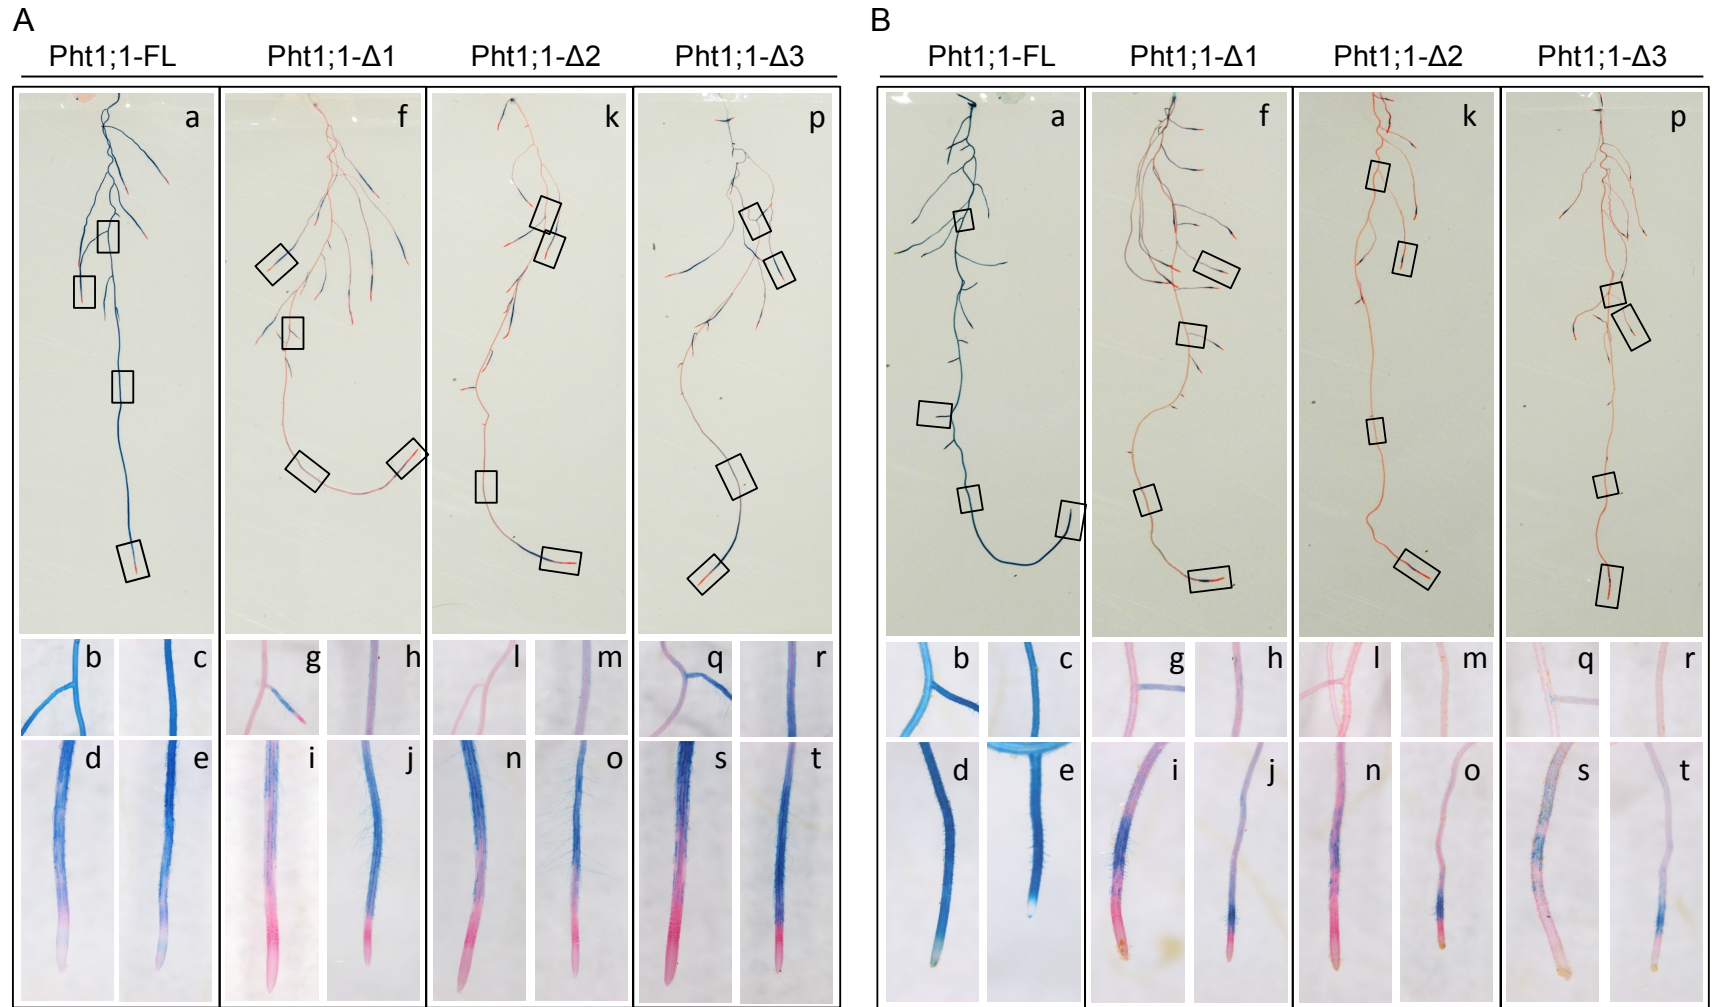 A
B
Pht1;1-FL Pht1;1-Δ1 Pht1;1-Δ2 Pht1;1-Δ3
Pht1;1-FL Pht1;1-Δ1 Pht1;1-Δ2 Pht1;1-Δ3
a f k p
a f k p
b c g h l m q r
b c g h l m q r
d e i j n o s t
d e i j n o s t